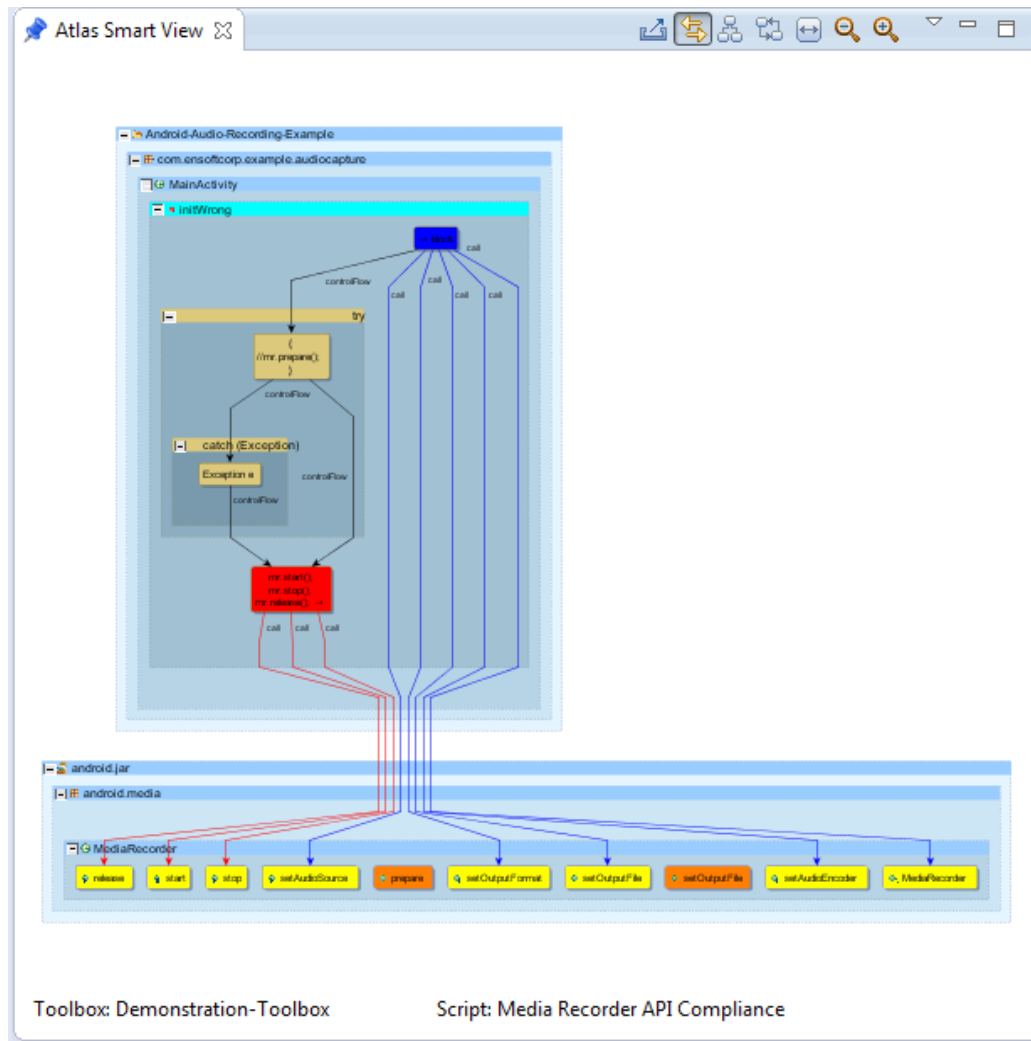 Atlas Smart View
Android-Audio-Recording-Example
com.ensoftcorp.example.audiocapture
MainActivity
initWrong
call
controlFlow
call
call
call
call
try
{
//mr.prepare();
}
controlFlow
catch (Exception)
Exception e
controlFlow
controlFlow
mr.start();
mr.stop();
mr.release();
call call call
android.jar
android.media
MediaRecorder
release start stop setAudioSource prepare setOutputFormat setOutputFile setOutputFile setAudioEncoder MediaRecorder
Toolbox: Demonstration-Toolbox Script: Media Recorder API Compliance